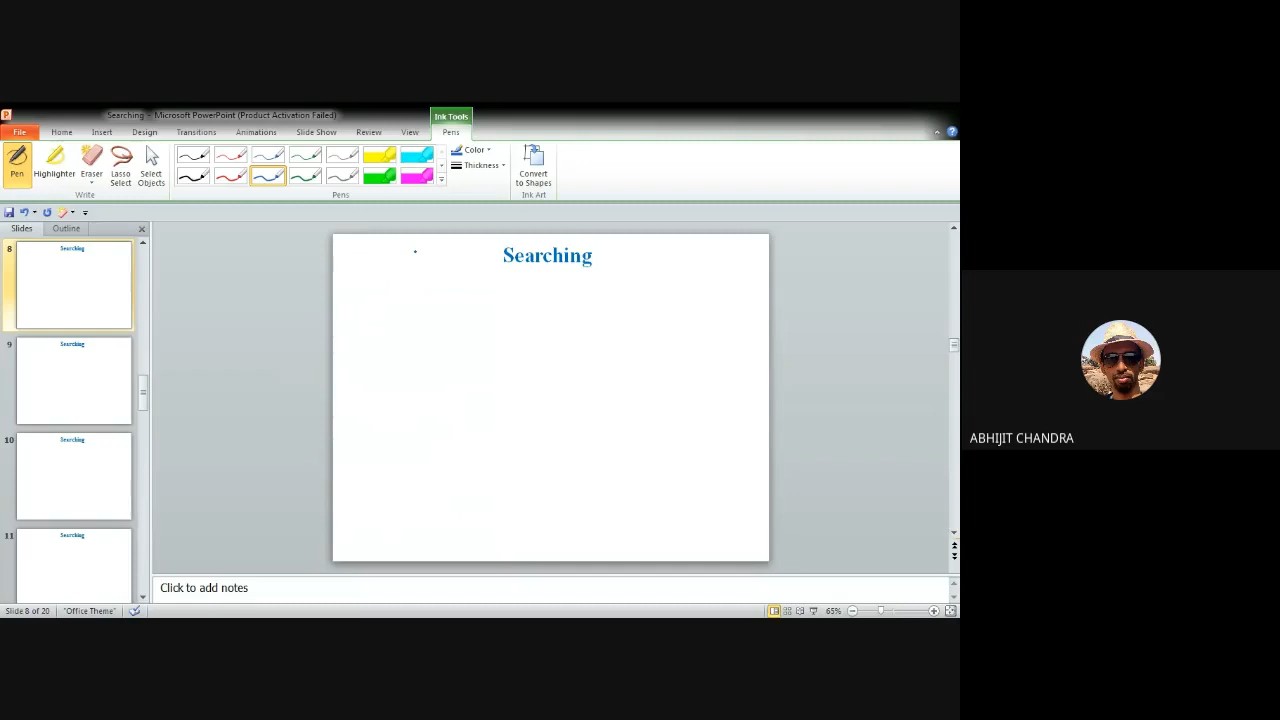 Searching - Microsoft PowerPoint (Product Activation Failed)
Ink Tools
File Home Insert Design Transitions Animations Slide Show Review View Pens
Pen Highlighter Eraser Lasso Select Select Objects
Color
Thickness
Convert to Shapes
Write Pens Ink Art
Slides Outline
8 Searching
9 Searching
10 Searching
11 Searching
Searching
ABHIJIT CHANDRA
Click to add notes
Slide 8 of 20 "Office Theme" 65%